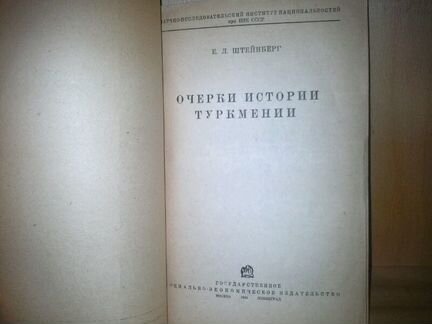 НАУЧНО-ИССЛЕДОВАТЕЛЬСКИЙ ИНСТИТУТ НАЦИОНАЛЬНОСТЕЙ
при ЦИК СССР
Е. Л. ШТЕЙНБЕРГ
ОЧЕРКИ ИСТОРИИ
ТУРКМЕНИИ
ГОСУДАРСТВЕННОЕ
СОЦИАЛЬНО-ЭКОНОМИЧЕСКОЕ ИЗДАТЕЛЬСТВО
МОСКВА ЛЕНИНГРАД